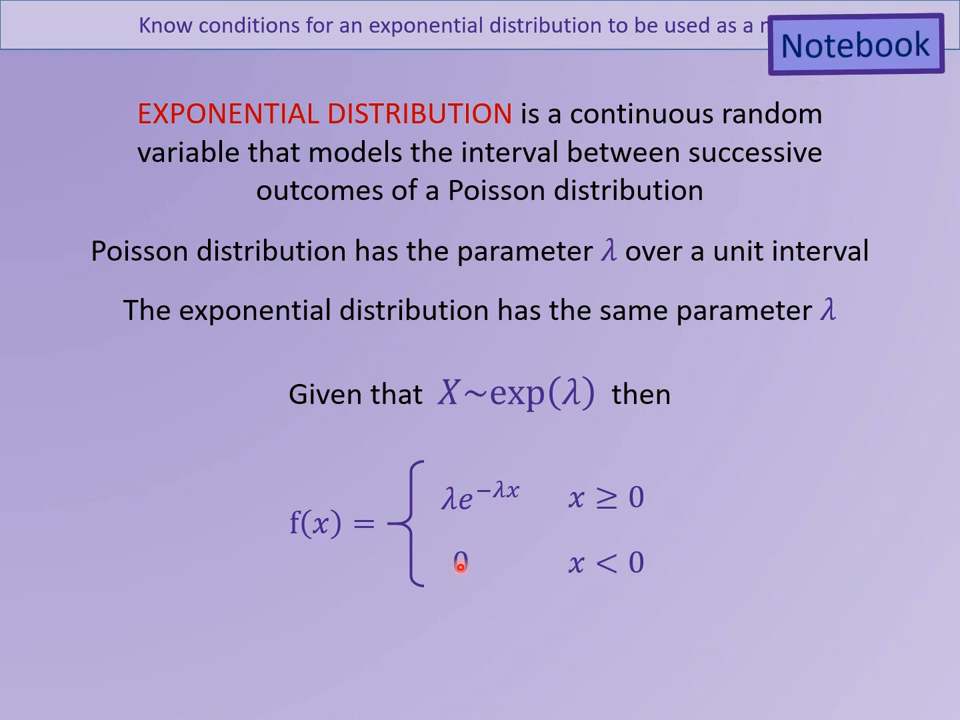 Know conditions for an exponential distribution to be used as a
Notebook
EXPONENTIAL DISTRIBUTION is a continuous random
variable that models the interval between successive
outcomes of a Poisson distribution
Poisson distribution has the parameter λ over a unit interval
The exponential distribution has the same parameter λ
Given that X~exp(λ) then
f(x) = { λe^{−λx} x ≥ 0
0 x < 0